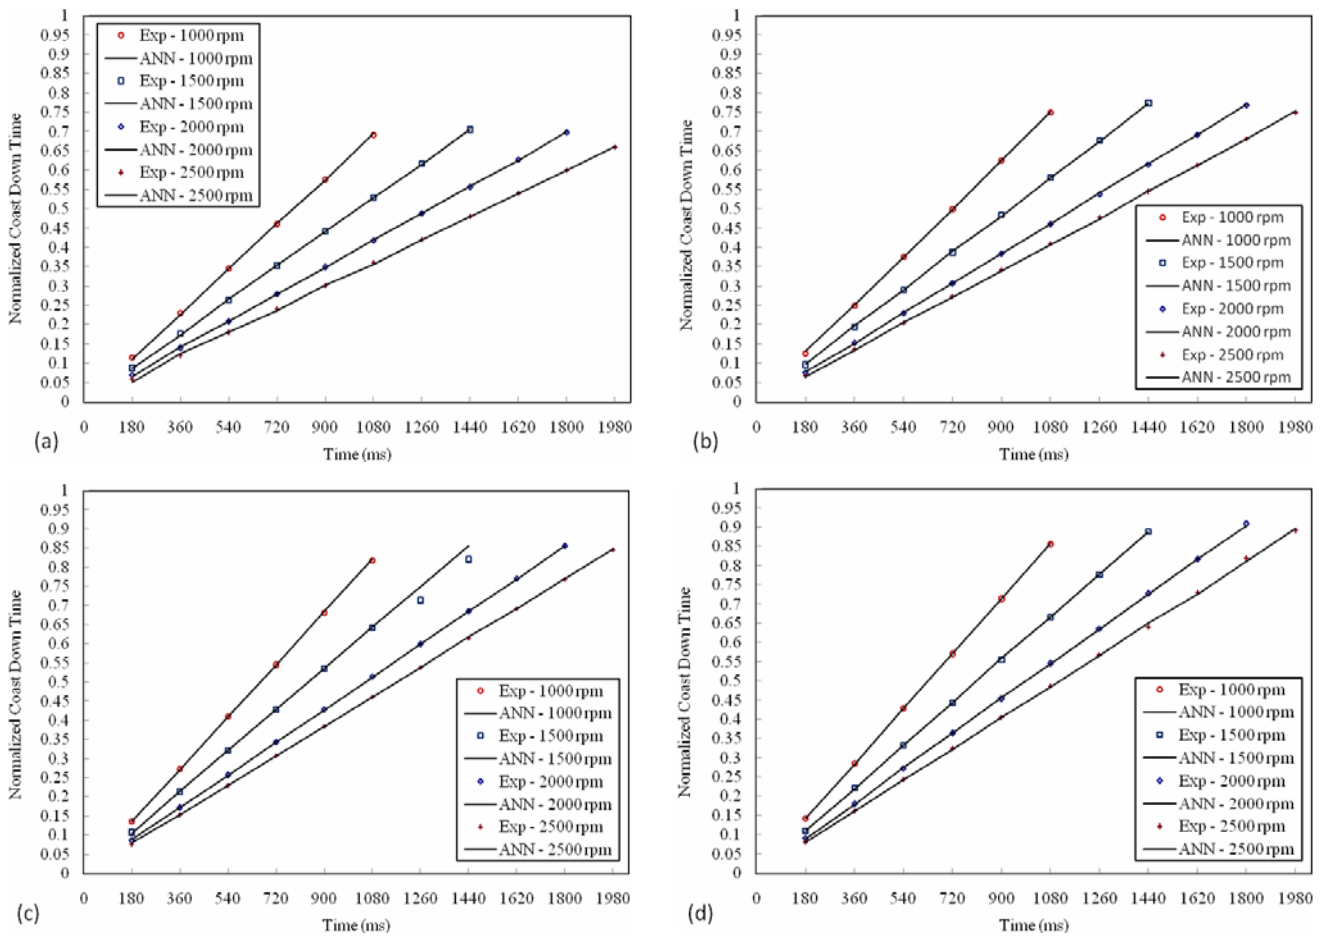 1
0.95
0.9
0.85
0.8
0.75
0.7
0.65
0.6
0.55
0.5
0.45
0.4
0.35
0.3
0.25
0.2
0.15
0.1
0.05
0
Normalized Coast Down Time
Exp - 1000 rpm
ANN - 1000 rpm
Exp - 1500 rpm
ANN - 1500 rpm
Exp - 2000 rpm
ANN - 2000 rpm
Exp - 2500 rpm
ANN - 2500 rpm
0 180 360 540 720 900 1080 1260 1440 1620 1800 1980
Time (ms)
(a)
1
0.95
0.9
0.85
0.8
0.75
0.7
0.65
0.6
0.55
0.5
0.45
0.4
0.35
0.3
0.25
0.2
0.15
0.1
0.05
0
Normalized Coast Down Time
Exp - 1000 rpm
ANN - 1000 rpm
Exp - 1500 rpm
ANN - 1500 rpm
Exp - 2000 rpm
ANN - 2000 rpm
Exp - 2500 rpm
ANN - 2500 rpm
0 180 360 540 720 900 1080 1260 1440 1620 1800 1980
Time (ms)
(b)
1
0.95
0.9
0.85
0.8
0.75
0.7
0.65
0.6
0.55
0.5
0.45
0.4
0.35
0.3
0.25
0.2
0.15
0.1
0.05
0
Normalized Coast Down Time
Exp - 1000 rpm
ANN - 1000 rpm
Exp - 1500 rpm
ANN - 1500 rpm
Exp - 2000 rpm
ANN - 2000 rpm
Exp - 2500 rpm
ANN - 2500 rpm
0 180 360 540 720 900 1080 1260 1440 1620 1800 1980
Time (ms)
(c)
1
0.95
0.9
0.85
0.8
0.75
0.7
0.65
0.6
0.55
0.5
0.45
0.4
0.35
0.3
0.25
0.2
0.15
0.1
0.05
0
Normalized Coast Down Time
Exp - 1000 rpm
ANN - 1000 rpm
Exp - 1500 rpm
ANN - 1500 rpm
Exp - 2000 rpm
ANN - 2000 rpm
Exp - 2500 rpm
ANN - 2500 rpm
0 180 360 540 720 900 1080 1260 1440 1620 1800 1980
Time (ms)
(d)